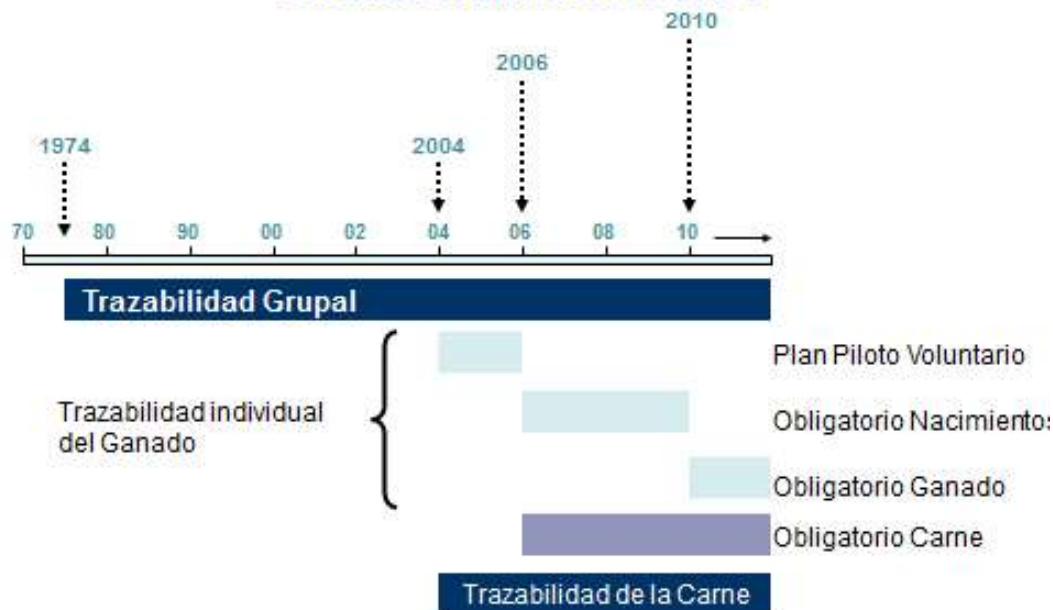 2010
2006
1974
2004
70 80 90 00 02 04 06 08 10
Trazabilidad Grupal
Plan Piloto Voluntario
Trazabilidad individual
del Ganado
Obligatorio Nacimientos
Obligatorio Ganado
Obligatorio Carne
Trazabilidad de la Carne